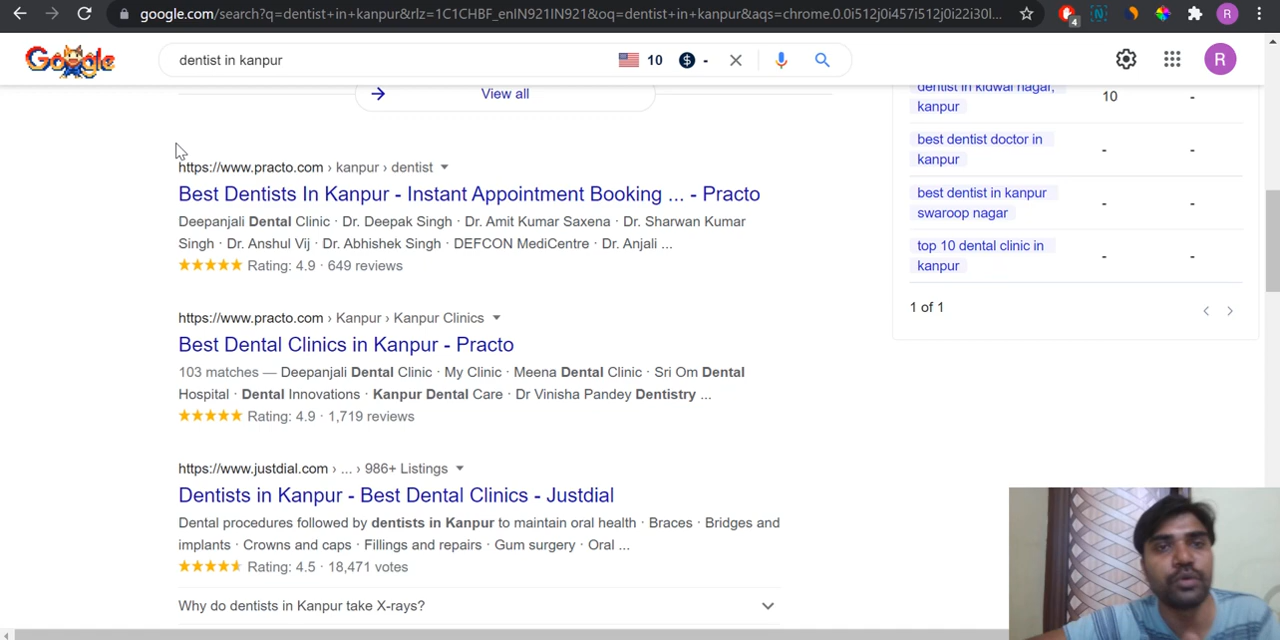 google.com/search?q=dentist+in+kanpur&rlz=1C1CHBF_enIN921IN921&oq=dentist+in+kanpur&aqs=chrome.0.0i512j0i457i512j0i22i30l...
4
N
R
Google
dentist in kanpur
10
$ -
R
View all
dentist in kidwai nagar,
kanpur
10
-
best dentist doctor in
kanpur
-
-
best dentist in kanpur
swaroop nagar
-
-
top 10 dental clinic in
kanpur
-
-
1 of 1
https://www.practo.com › kanpur › dentist
Best Dentists In Kanpur - Instant Appointment Booking ... - Practo
Deepanjali Dental Clinic · Dr. Deepak Singh · Dr. Amit Kumar Saxena · Dr. Sharwan Kumar
Singh · Dr. Anshul Vij · Dr. Abhishek Singh · DEFCON MediCentre · Dr. Anjali ...
Rating: 4.9 · 649 reviews
https://www.practo.com › Kanpur › Kanpur Clinics
Best Dental Clinics in Kanpur - Practo
103 matches — Deepanjali Dental Clinic · My Clinic · Meena Dental Clinic · Sri Om Dental
Hospital · Dental Innovations · Kanpur Dental Care · Dr Vinisha Pandey Dentistry ...
Rating: 4.9 · 1,719 reviews
https://www.justdial.com › ... › 986+ Listings
Dentists in Kanpur - Best Dental Clinics - Justdial
Dental procedures followed by dentists in Kanpur to maintain oral health · Braces · Bridges and
implants · Crowns and caps · Fillings and repairs · Gum surgery · Oral ...
Rating: 4.5 · 18,471 votes
Why do dentists in Kanpur take X-rays?